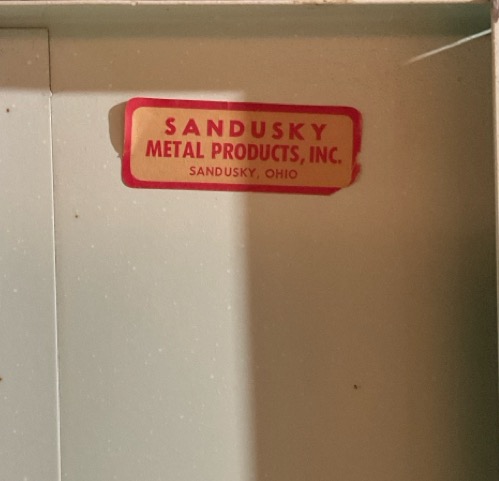 SANDUSKY
METAL PRODUCTS, INC.
SANDUSKY, OHIO